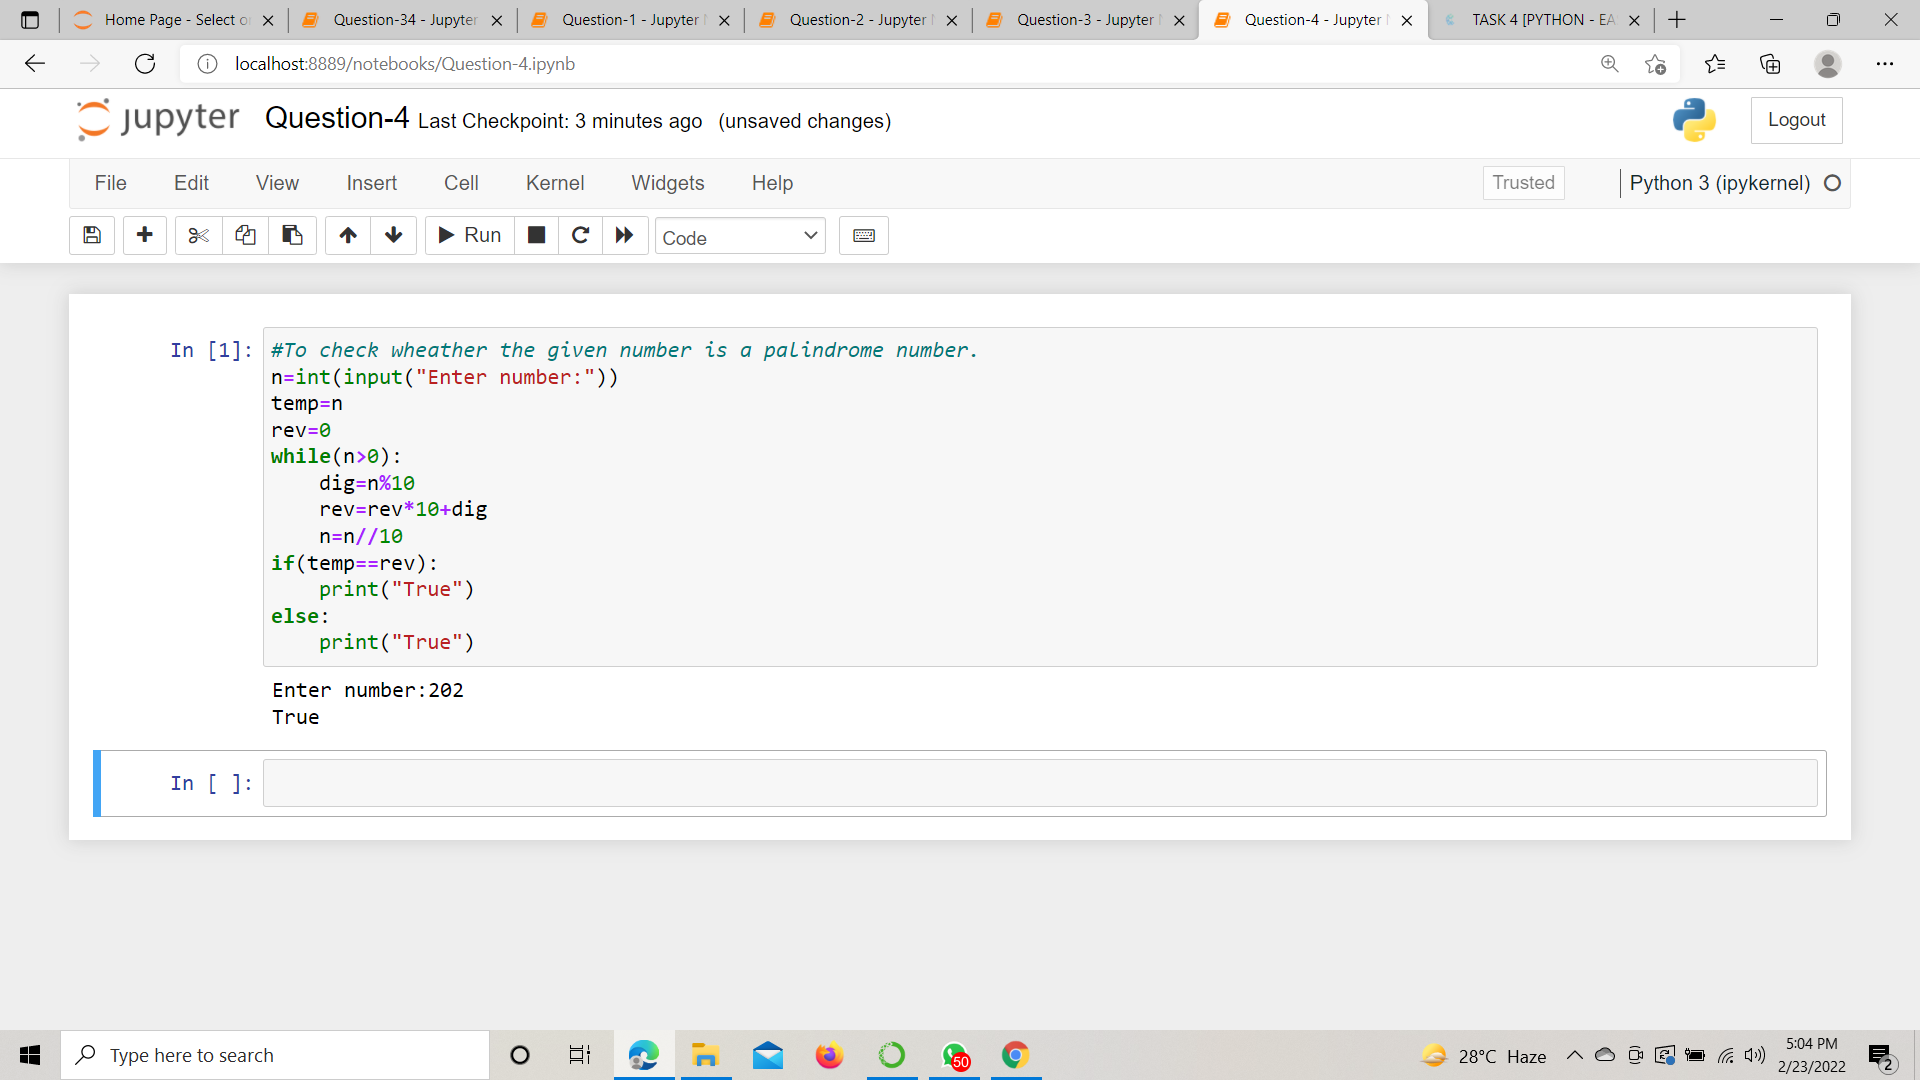 Home Page - Select o
Question-34 - Jupyter
Question-1 - Jupyter
Question-2 - Jupyter
Question-3 - Jupyter
Question-4 - Jupyter
TASK 4 [PYTHON - EA
localhost:8889/notebooks/Question-4.ipynb
jupyter Question-4 Last Checkpoint: 3 minutes ago (unsaved changes)
Logout
File Edit View Insert Cell Kernel Widgets Help
Trusted
Python 3 (ipykernel)
Run
Code
In [1]:
#To check wheather the given number is a palindrome number.
n=int(input("Enter number:"))
temp=n
rev=0
while(n>0):
    dig=n%10
    rev=rev*10+dig
    n=n//10
if(temp==rev):
    print("True")
else:
    print("True")
Enter number:202
True
In [ ]:
Type here to search
50
28°C Haze
5:04 PM
2/23/2022
2